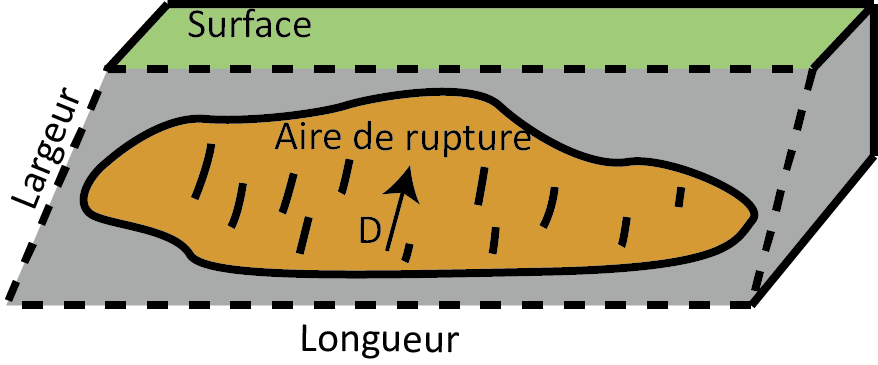 Surface
Largeur
Aire de rupture
D
Longueur